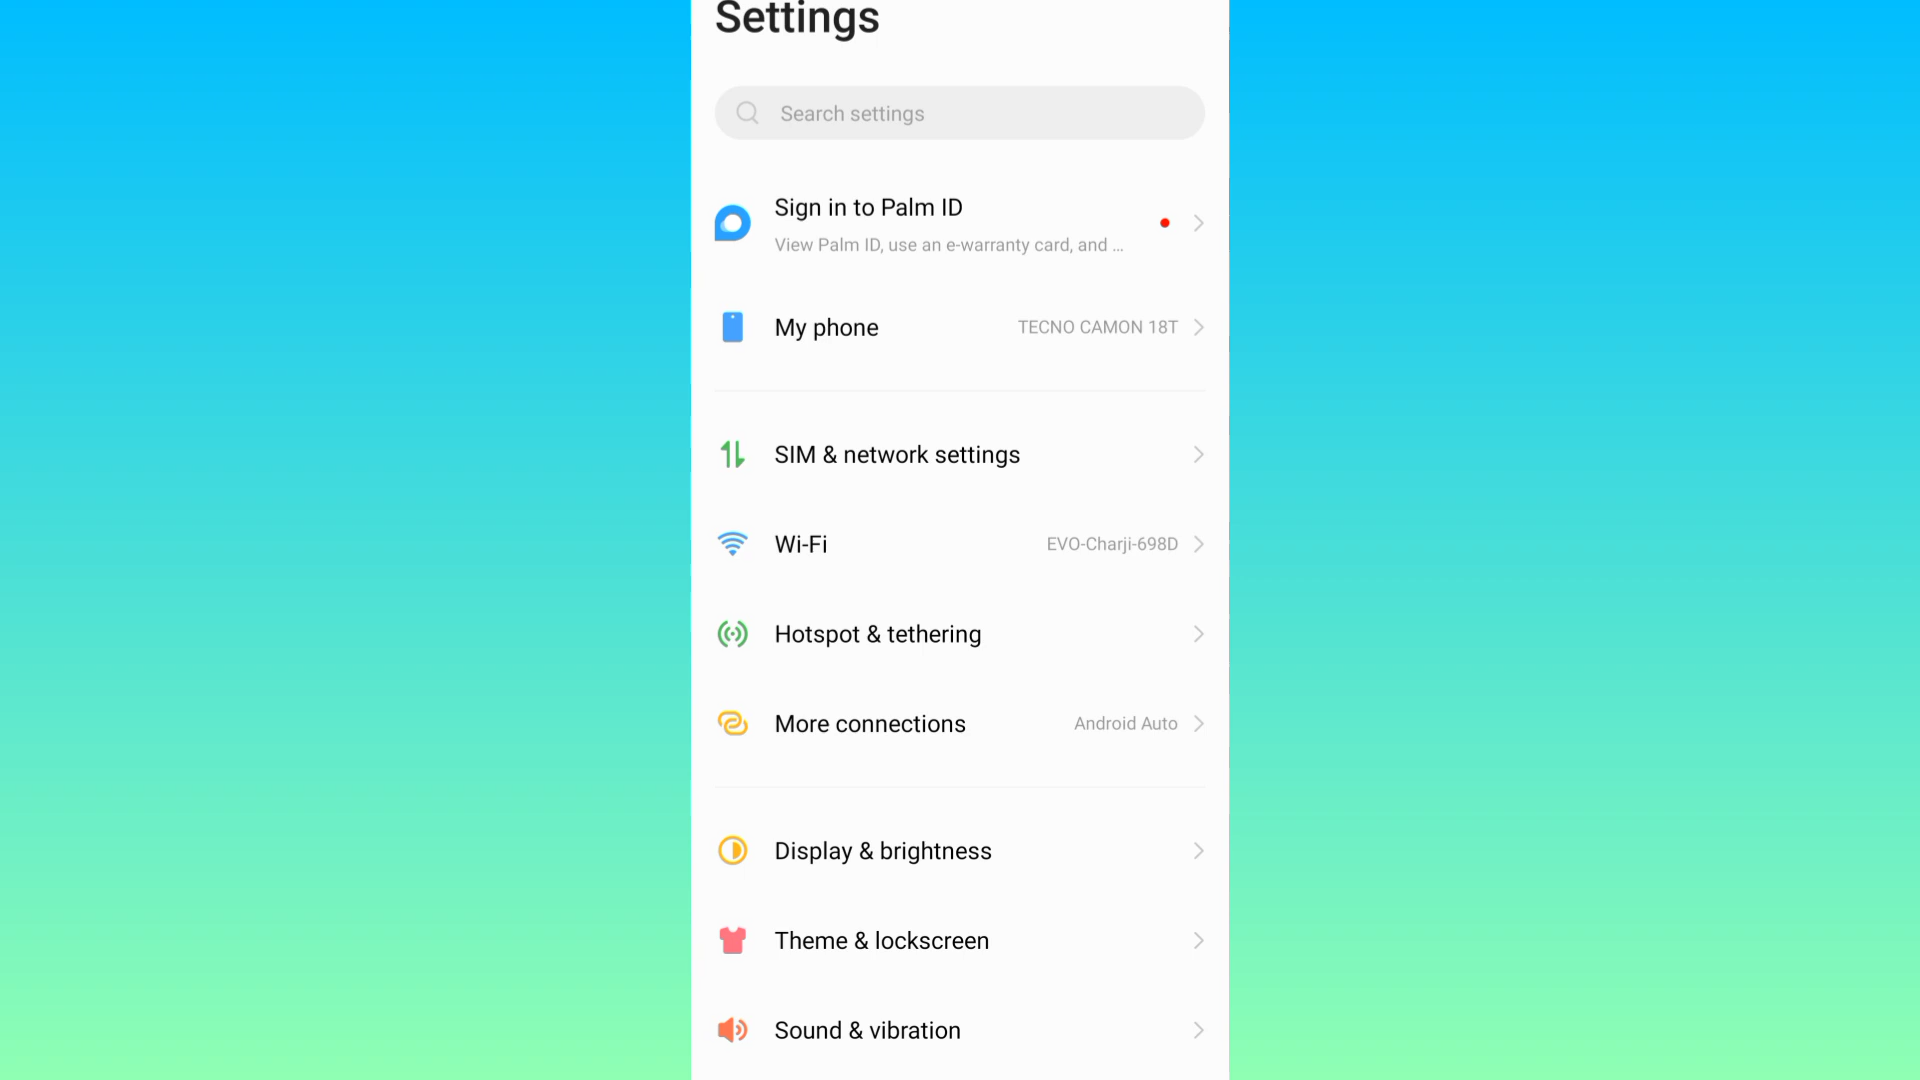 Settings
Search settings
Sign in to Palm ID
View Palm ID, use an e-warranty card, and ...
My phone
TECNO CAMON 18T
SIM & network settings
Wi-Fi
EVO-Charji-698D
Hotspot & tethering
More connections
Android Auto
Display & brightness
Theme & lockscreen
Sound & vibration